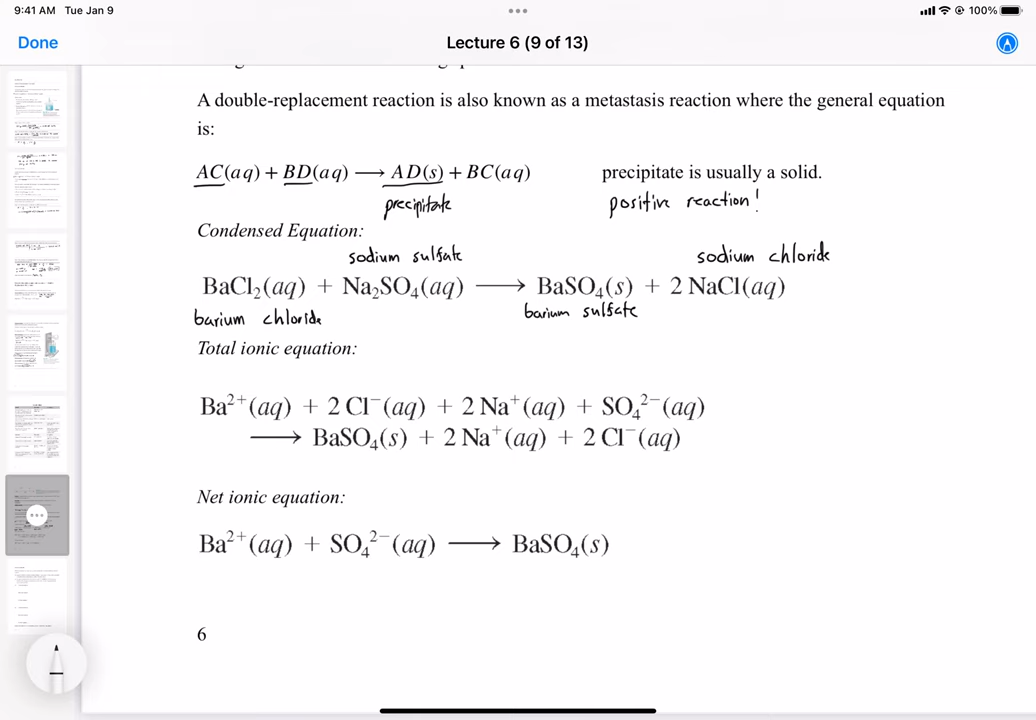 9:41 AM Tue Jan 9
100%
Done
Lecture 6 (9 of 13)
A double-replacement reaction is also known as a metastasis reaction where the general equation
is:
AC(aq) + BD(aq) ⟶ AD(s) + BC(aq) precipitate is usually a solid.
precipitate positive reaction!
Condensed Equation:
sodium sulfate sodium chloride
BaCl₂(aq) + Na₂SO₄(aq) ⟶ BaSO₄(s) + 2 NaCl(aq)
barium chloride barium sulfate
Total ionic equation:
Ba²⁺(aq) + 2 Cl⁻(aq) + 2 Na⁺(aq) + SO₄²⁻(aq)
⟶ BaSO₄(s) + 2 Na⁺(aq) + 2 Cl⁻(aq)
Net ionic equation:
Ba²⁺(aq) + SO₄²⁻(aq) ⟶ BaSO₄(s)
6